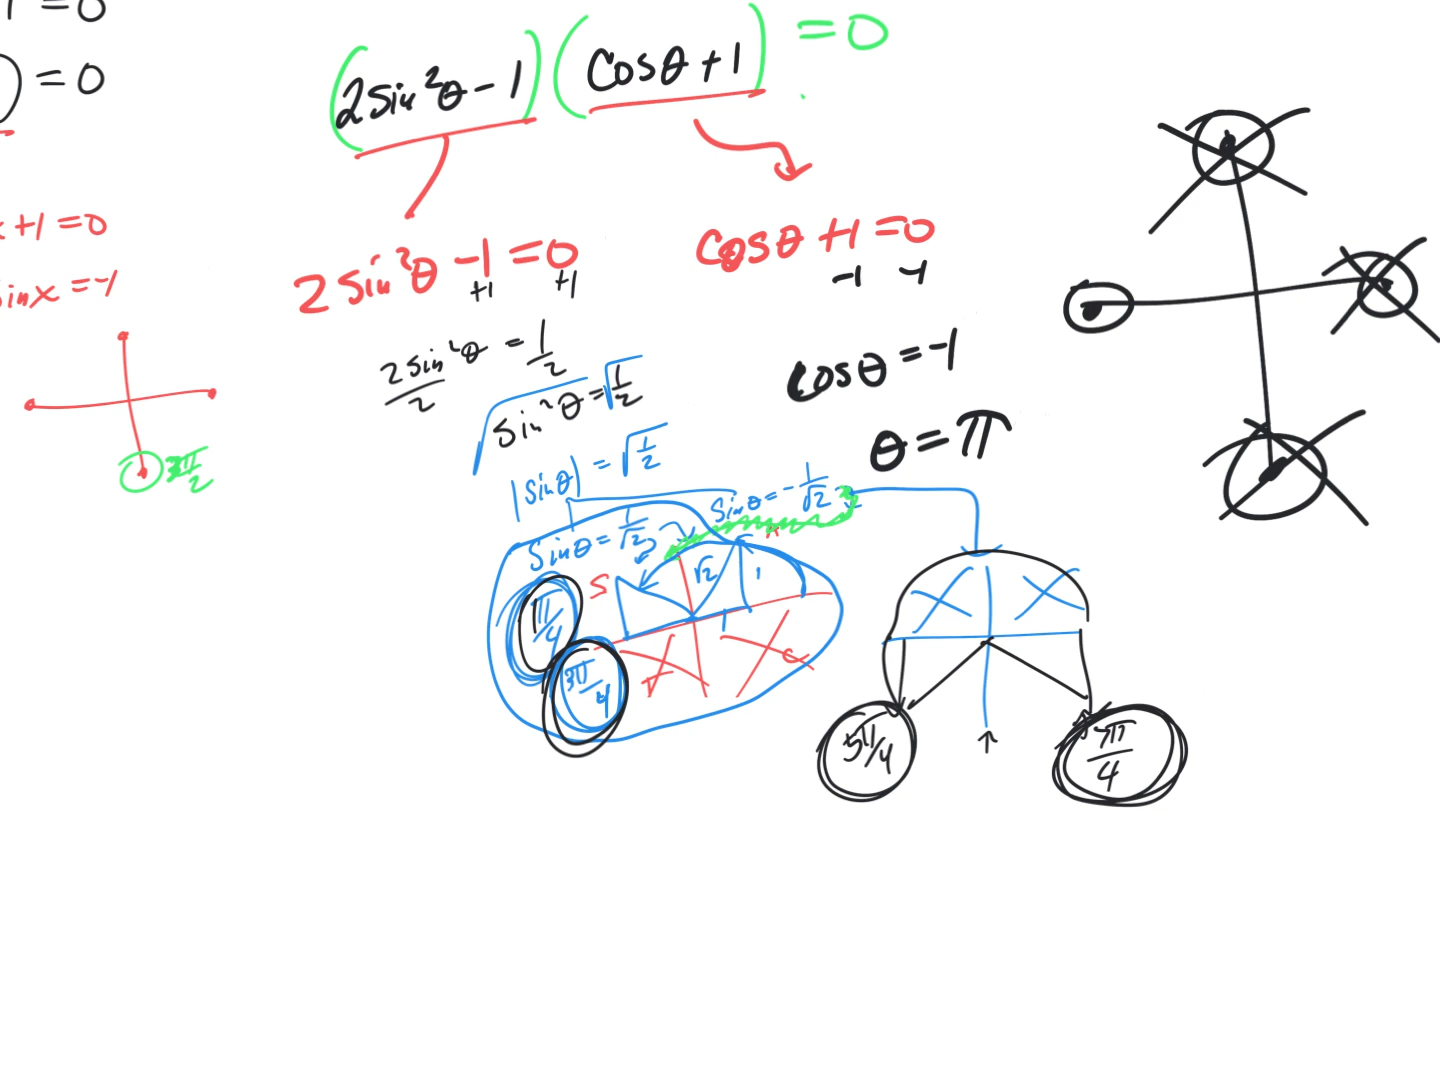 = 0
) = 0
(2sin²θ - 1)(cosθ + 1) = 0
+1 = 0
sinx = -1
3π/2
2sin²θ - 1 = 0
+1 +1
2sin²θ/2 = 1/2
√sin²θ = √1/2
|sinθ| = √1/2
sinθ = 1/√2
sinθ = -1/√2
cosθ + 1 = 0
-1 -1
cosθ = -1
θ = π
S
√2 1
1
π/4
3π/4
T C
5π/4
7π/4